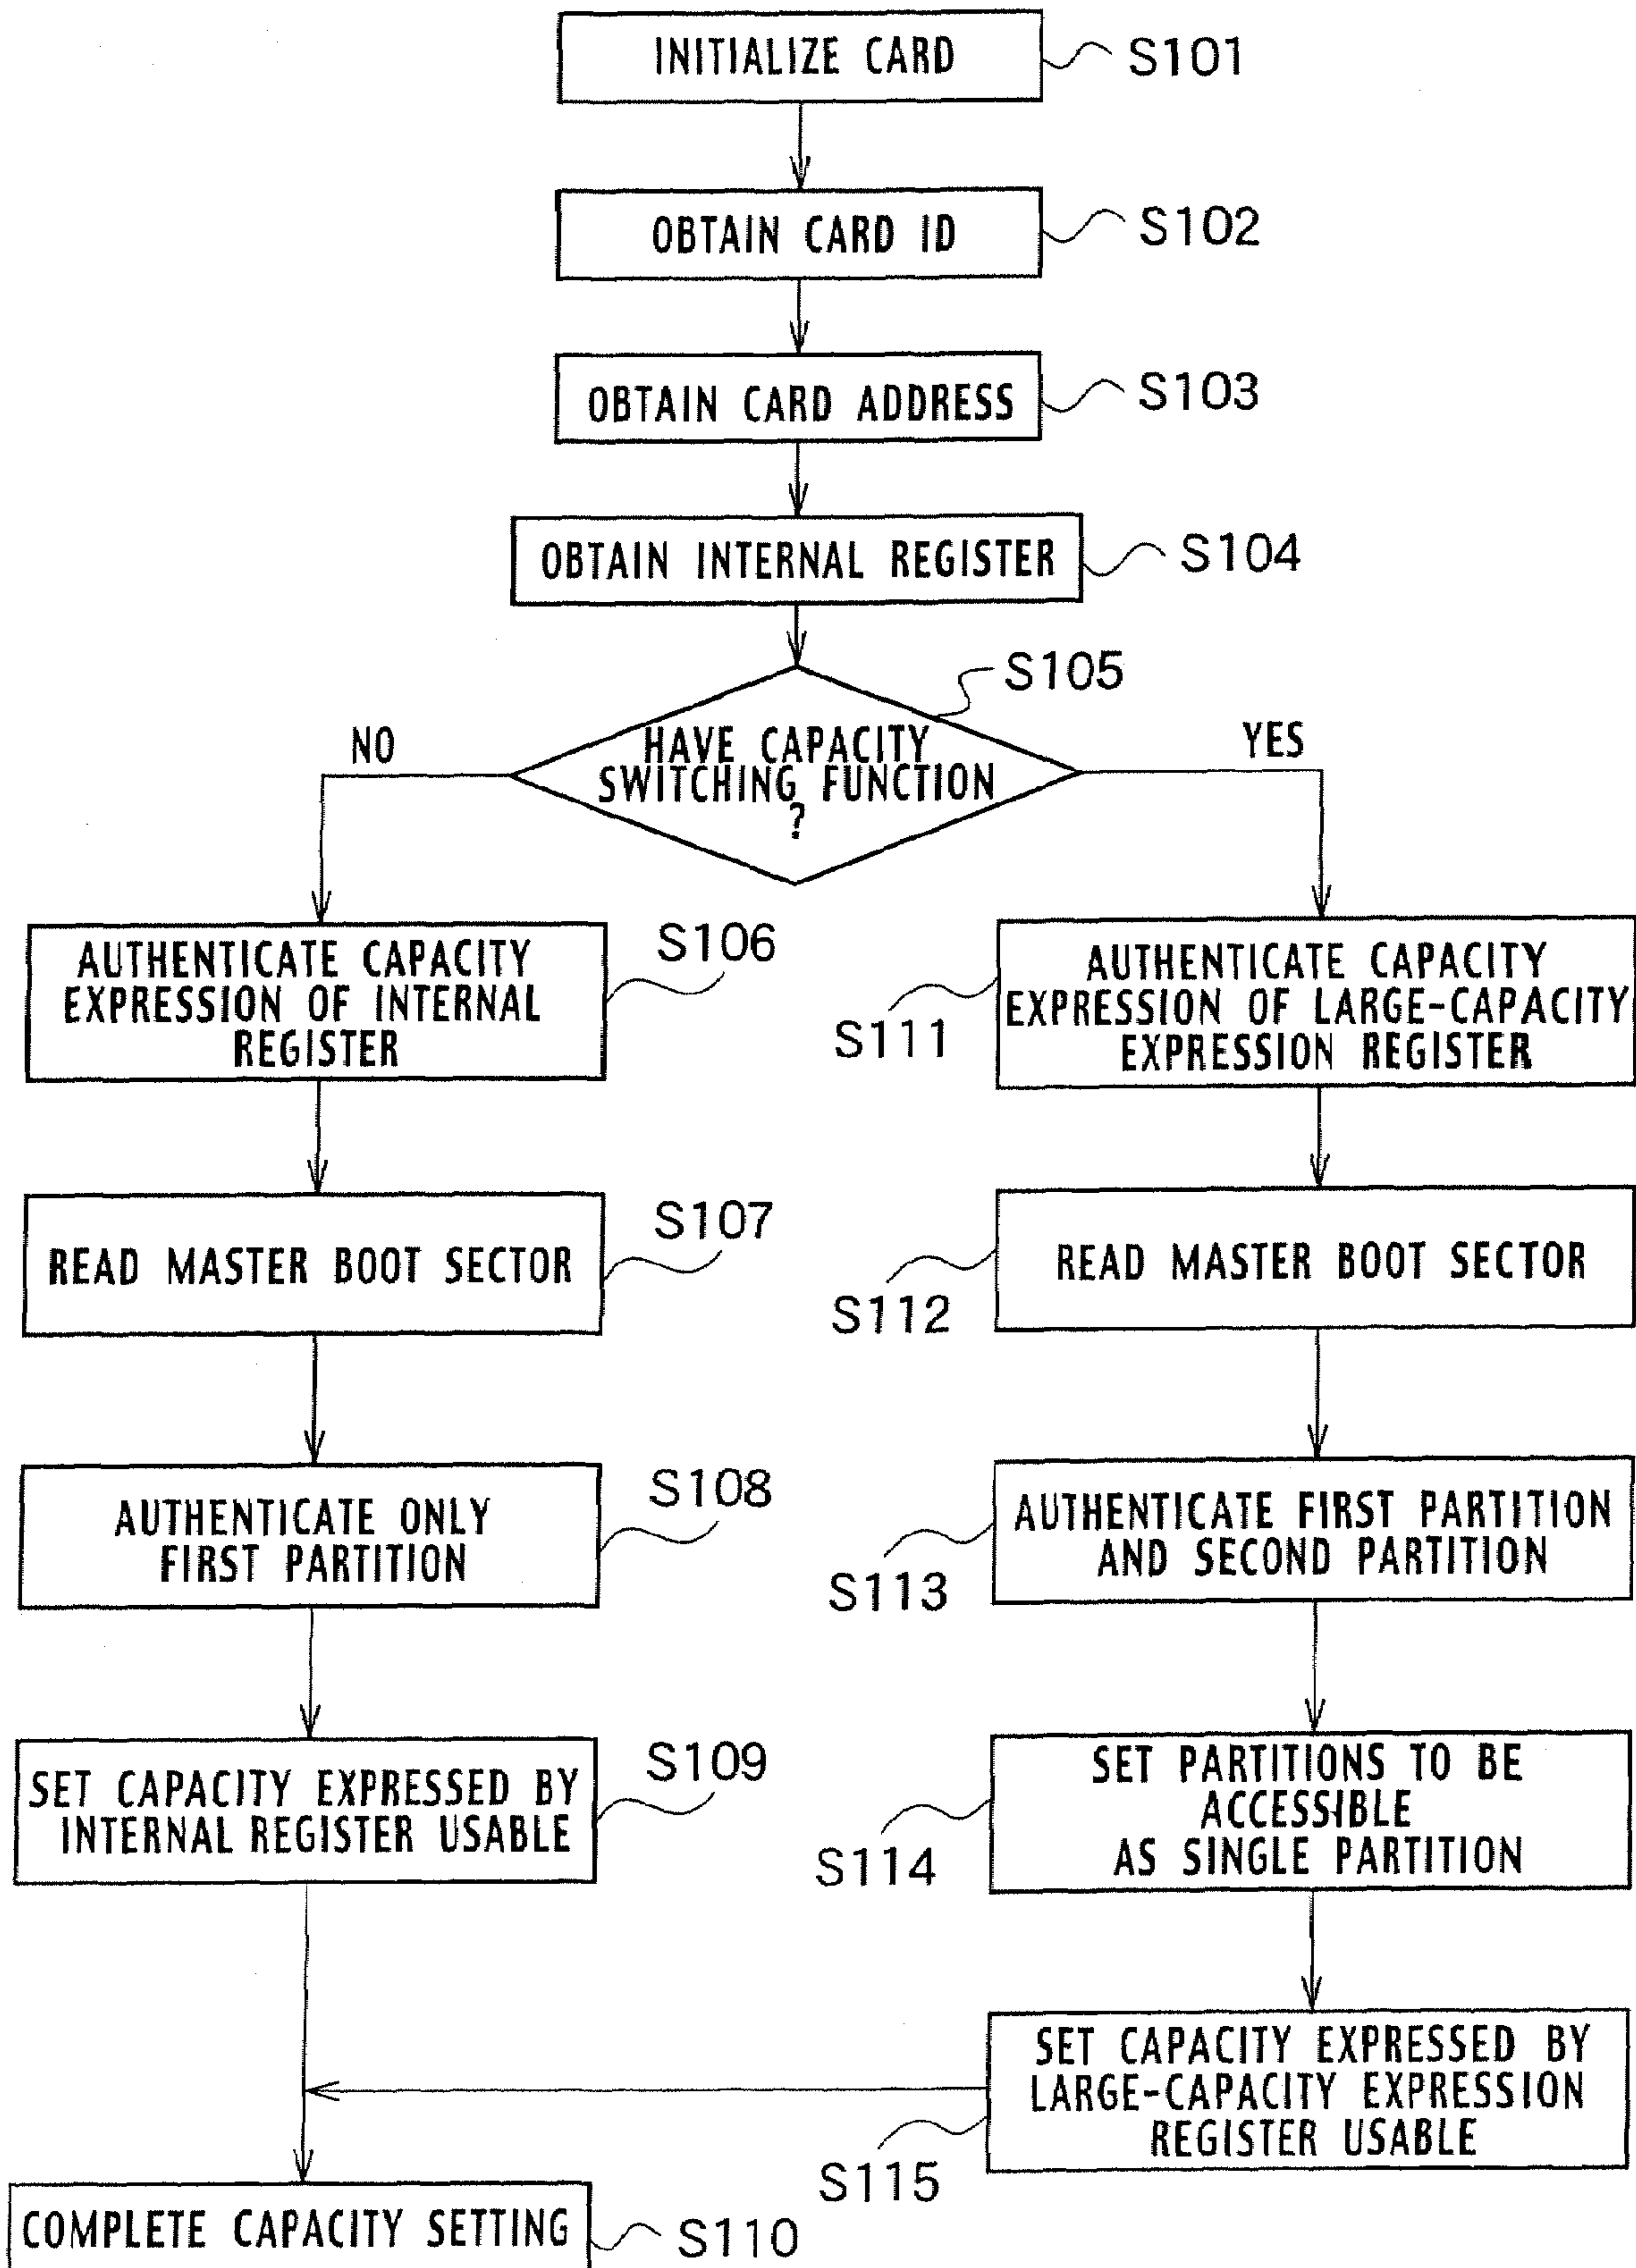 INITIALIZE CARD
S101
OBTAIN CARD ID
S102
OBTAIN CARD ADDRESS
S103
OBTAIN INTERNAL REGISTER
S104
S105
HAVE CAPACITY
SWITCHING FUNCTION
?
NO
YES
AUTHENTICATE CAPACITY
EXPRESSION OF INTERNAL
REGISTER
S106
AUTHENTICATE CAPACITY
EXPRESSION OF LARGE-CAPACITY
EXPRESSION REGISTER
S111
READ MASTER BOOT SECTOR
S107
READ MASTER BOOT SECTOR
S112
AUTHENTICATE ONLY
FIRST PARTITION
S108
AUTHENTICATE FIRST PARTITION
AND SECOND PARTITION
S113
SET CAPACITY EXPRESSED BY
INTERNAL REGISTER USABLE
S109
SET PARTITIONS TO BE
ACCESSIBLE
AS SINGLE PARTITION
S114
SET CAPACITY EXPRESSED BY
LARGE-CAPACITY EXPRESSION
REGISTER USABLE
S115
COMPLETE CAPACITY SETTING
S110